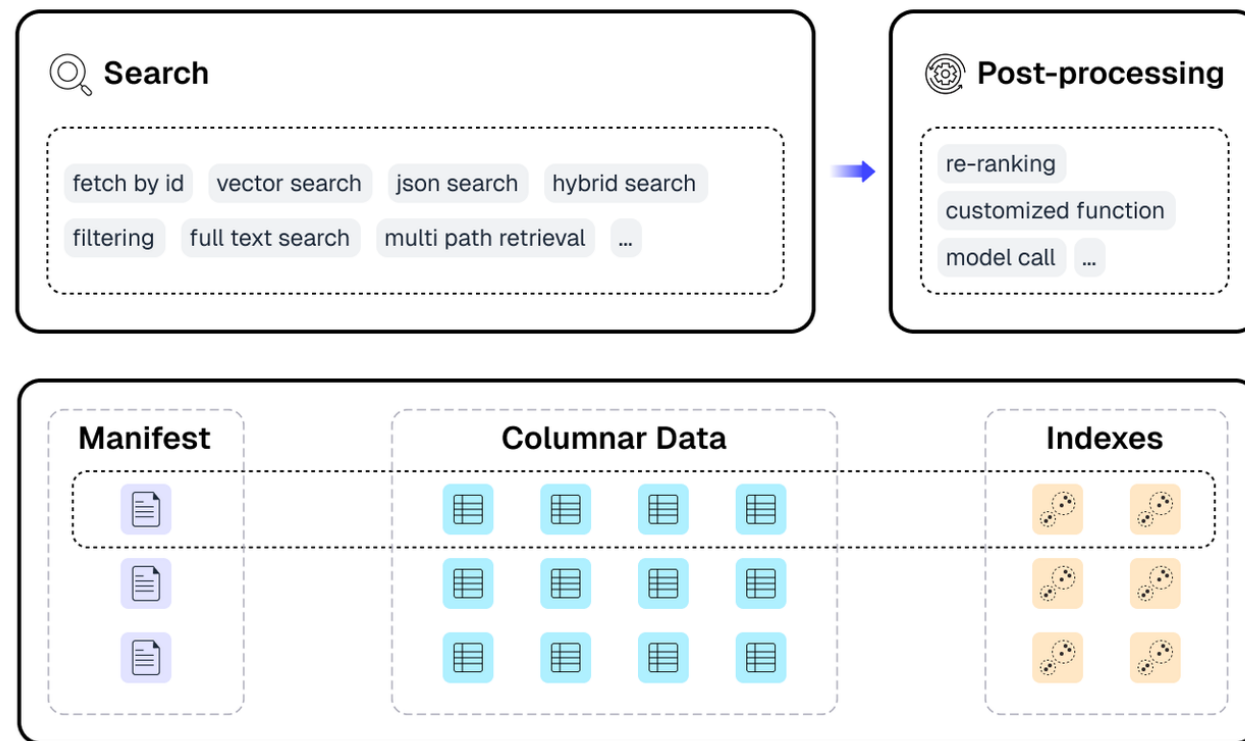 Search
fetch by id vector search json search hybrid search
filtering full text search multi path retrieval ...
Post-processing
re-ranking
customized function
model call ...
Manifest Columnar Data Indexes